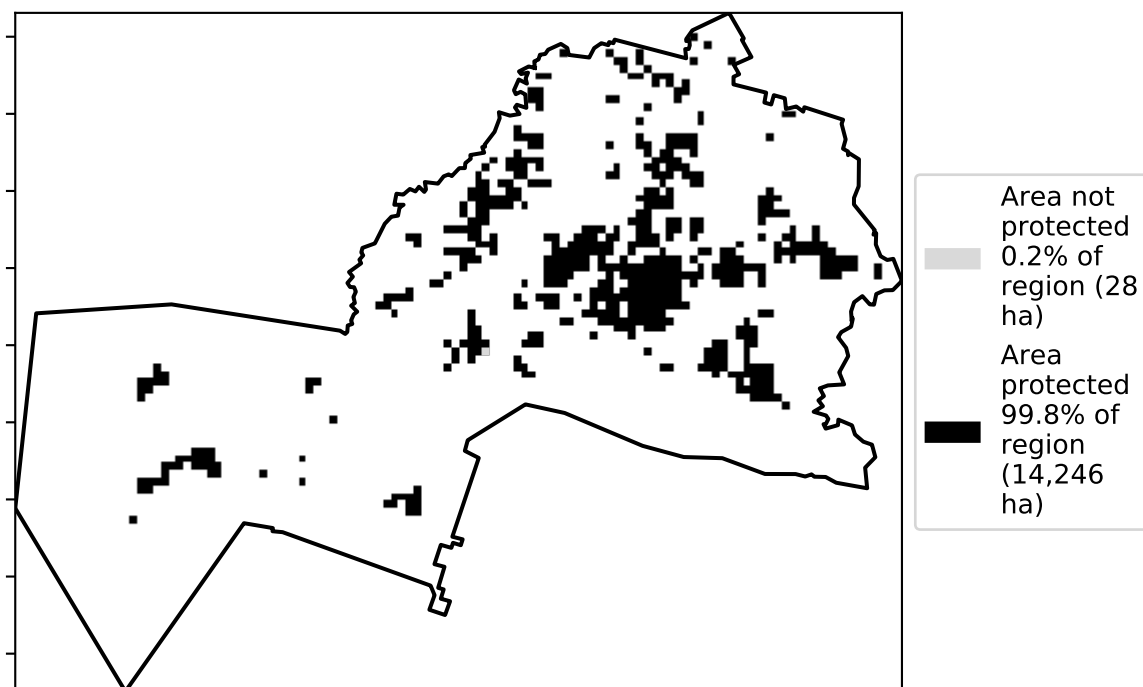 Area not
protected
0.2% of
region (28
ha)
Area
protected
99.8% of
region
(14,246
ha)